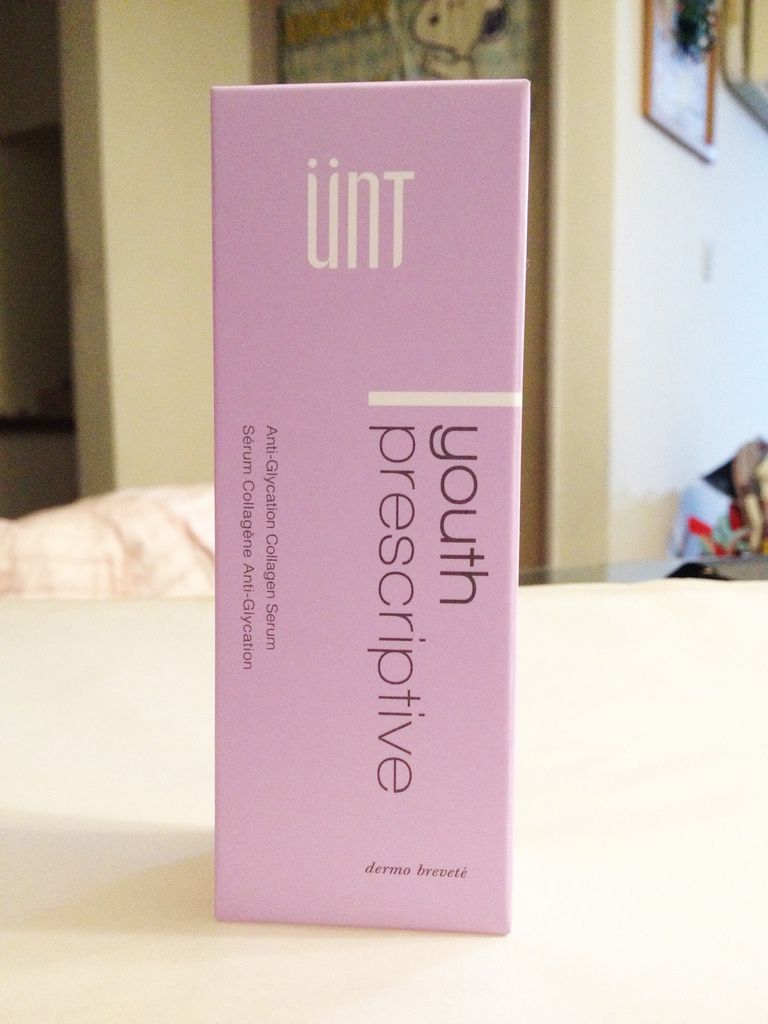 ünt
youth
prescriptive
Anti-Glycation Collagen Serum
Sérum Collagène Anti-Glycation
dermo breveté